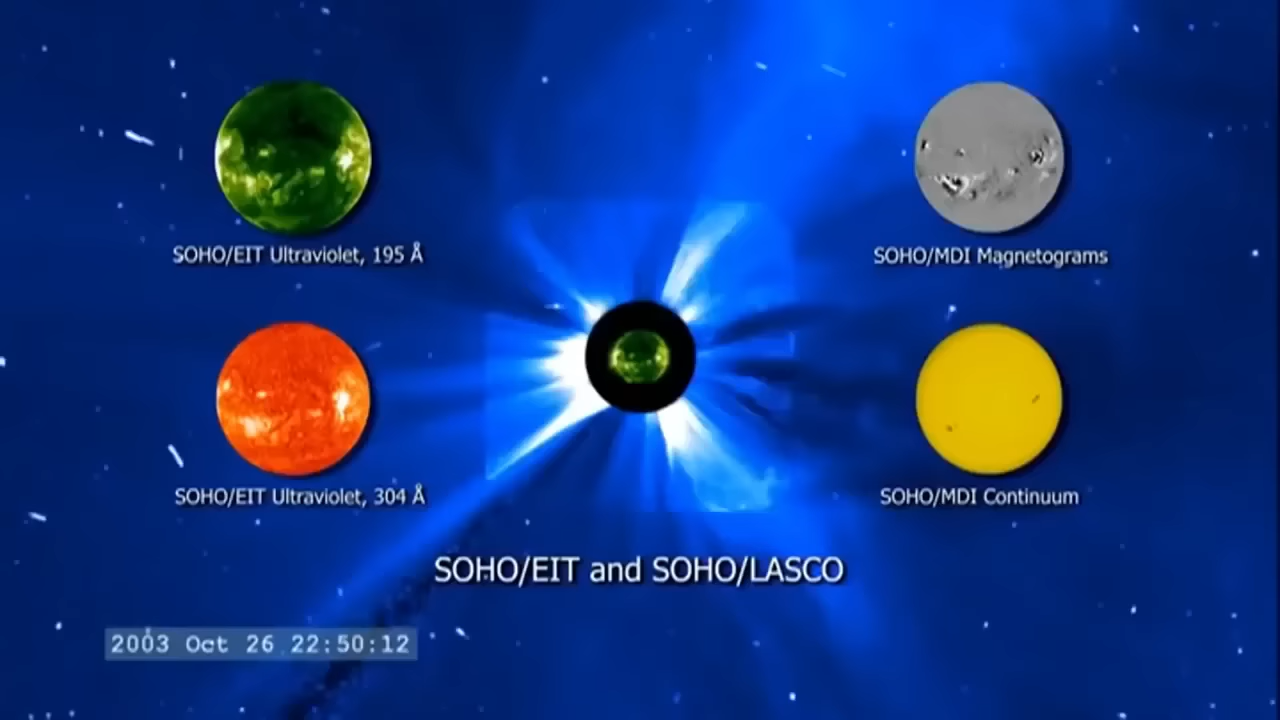 SOHO/EIT Ultraviolet, 195 Å
SOHO/MDI Magnetograms
SOHO/EIT Ultraviolet, 304 Å
SOHO/MDI Continuum
SOHO/EIT and SOHO/LASCO
2003 Oct 26 22:50:12